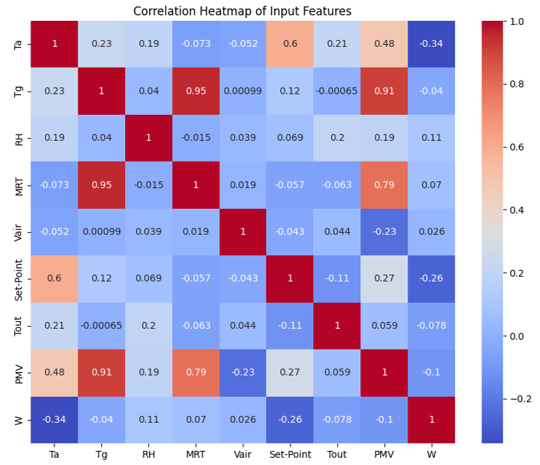 Correlation Heatmap of Input Features
Ta 1 0.23 0.19 -0.073 -0.052 0.6 0.21 0.48 -0.34
Tg 0.23 1 0.04 0.95 0.00099 0.12 -0.00065 0.91 -0.04
RH 0.19 0.04 1 -0.015 0.039 0.069 0.2 0.19 0.11
MRT -0.073 0.95 -0.015 1 0.019 -0.057 -0.063 0.79 0.07
Vair -0.052 0.00099 0.039 0.019 1 -0.043 0.044 -0.23 0.026
Set-Point 0.6 0.12 0.069 -0.057 -0.043 1 -0.11 0.27 -0.26
Tout 0.21 -0.00065 0.2 -0.063 0.044 -0.11 1 0.059 -0.078
PMV 0.48 0.91 0.19 0.79 -0.23 0.27 0.059 1 -0.1
W -0.34 -0.04 0.11 0.07 0.026 -0.26 -0.078 -0.1 1
Ta Tg RH MRT Vair Set-Point Tout PMV W
1.0
0.8
0.6
0.4
0.2
0.0
-0.2